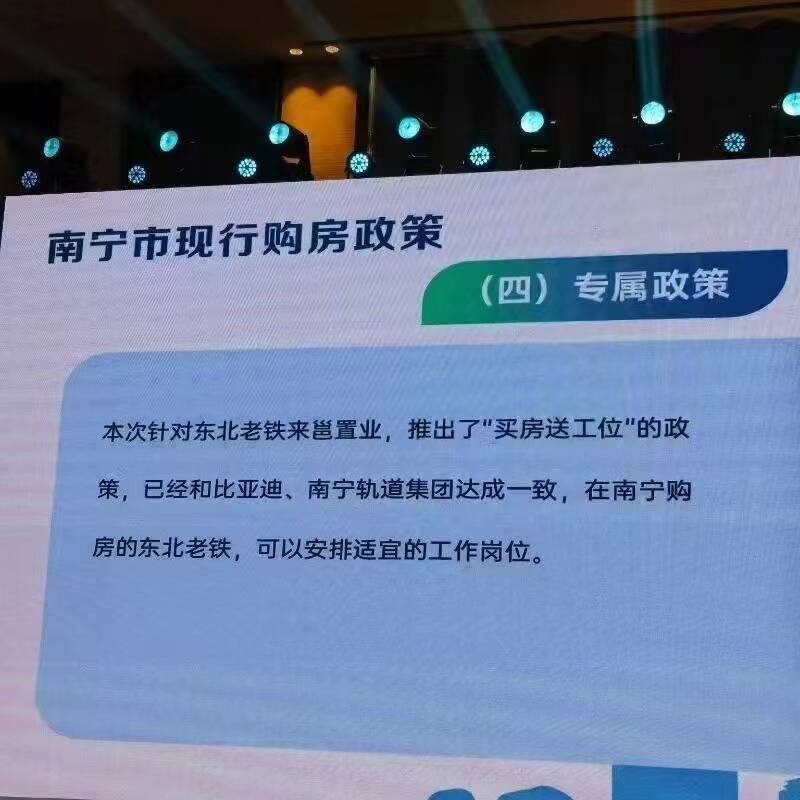 南宁市现行购房政策
（四）专属政策
本次针对东北老铁来邕置业，推出了“买房送工位”的政
策，已经和比亚迪、南宁轨道集团达成一致，在南宁购
房的东北老铁，可以安排适宜的工作岗位。